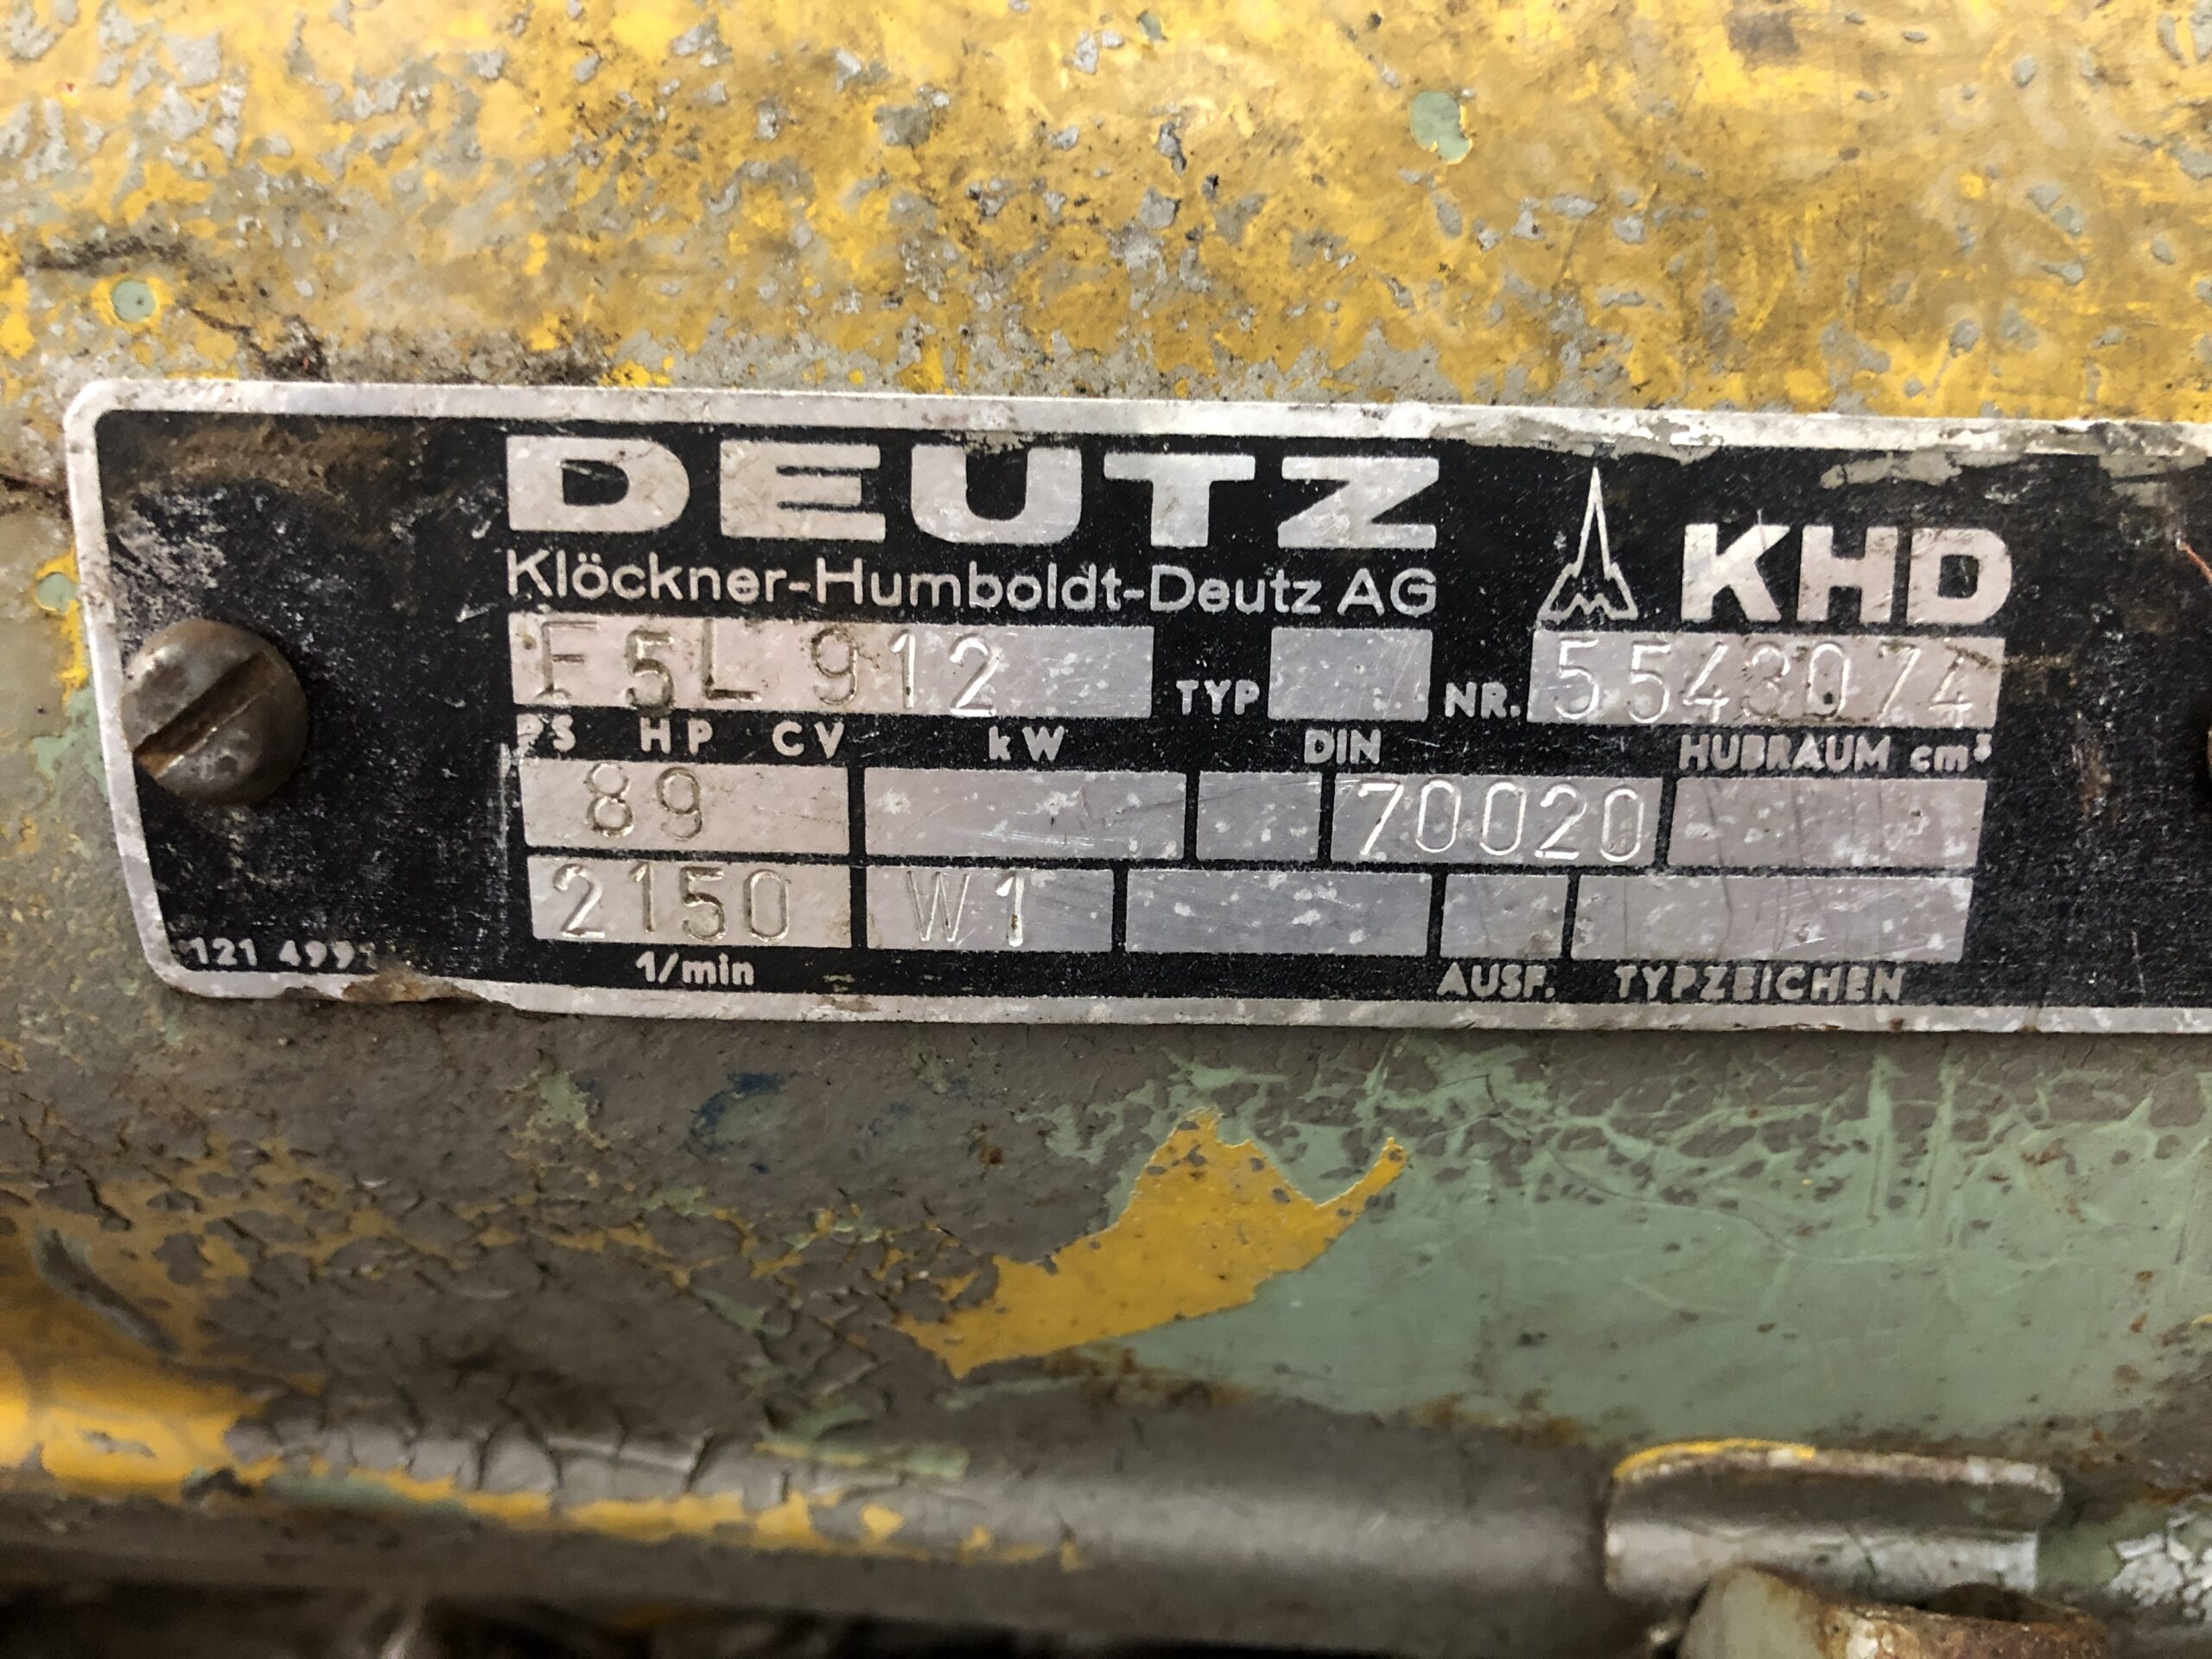 DEUTZ
Klöckner-Humboldt-Deutz AG KHD
F5L 912 TYP NR. 5543074
PS HP CV kW DIN HUBRAUM cm³
89 70020
2150 W1
1/min AUSF. TYPZEICHEN
121